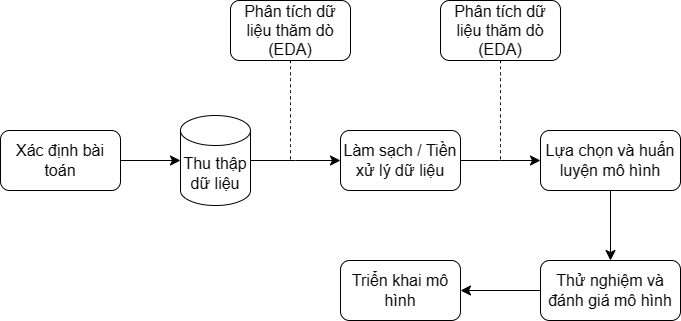 Phân tích dữ
liệu thăm dò
(EDA)
Phân tích dữ
liệu thăm dò
(EDA)
Xác định bài
toán
Thu thập
dữ liệu
Làm sạch / Tiền
xử lý dữ liệu
Lựa chọn và huấn
luyện mô hình
Triển khai mô
hình
Thử nghiệm và
đánh giá mô hình